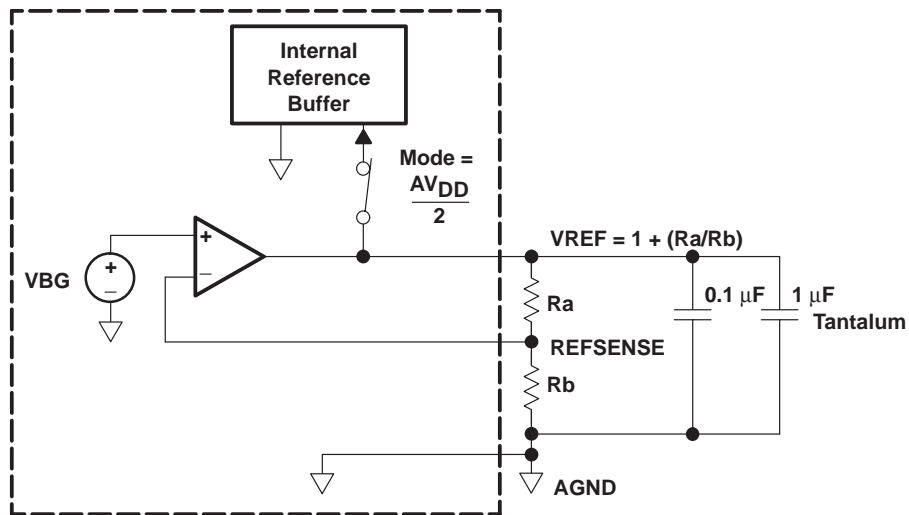 Internal
Reference
Buffer
Mode =
AVDD
2
VREF = 1 + (Ra/Rb)
+
−
VBG
+
−
Ra
0.1 μF
1 μF
Tantalum
REFSENSE
Rb
AGND